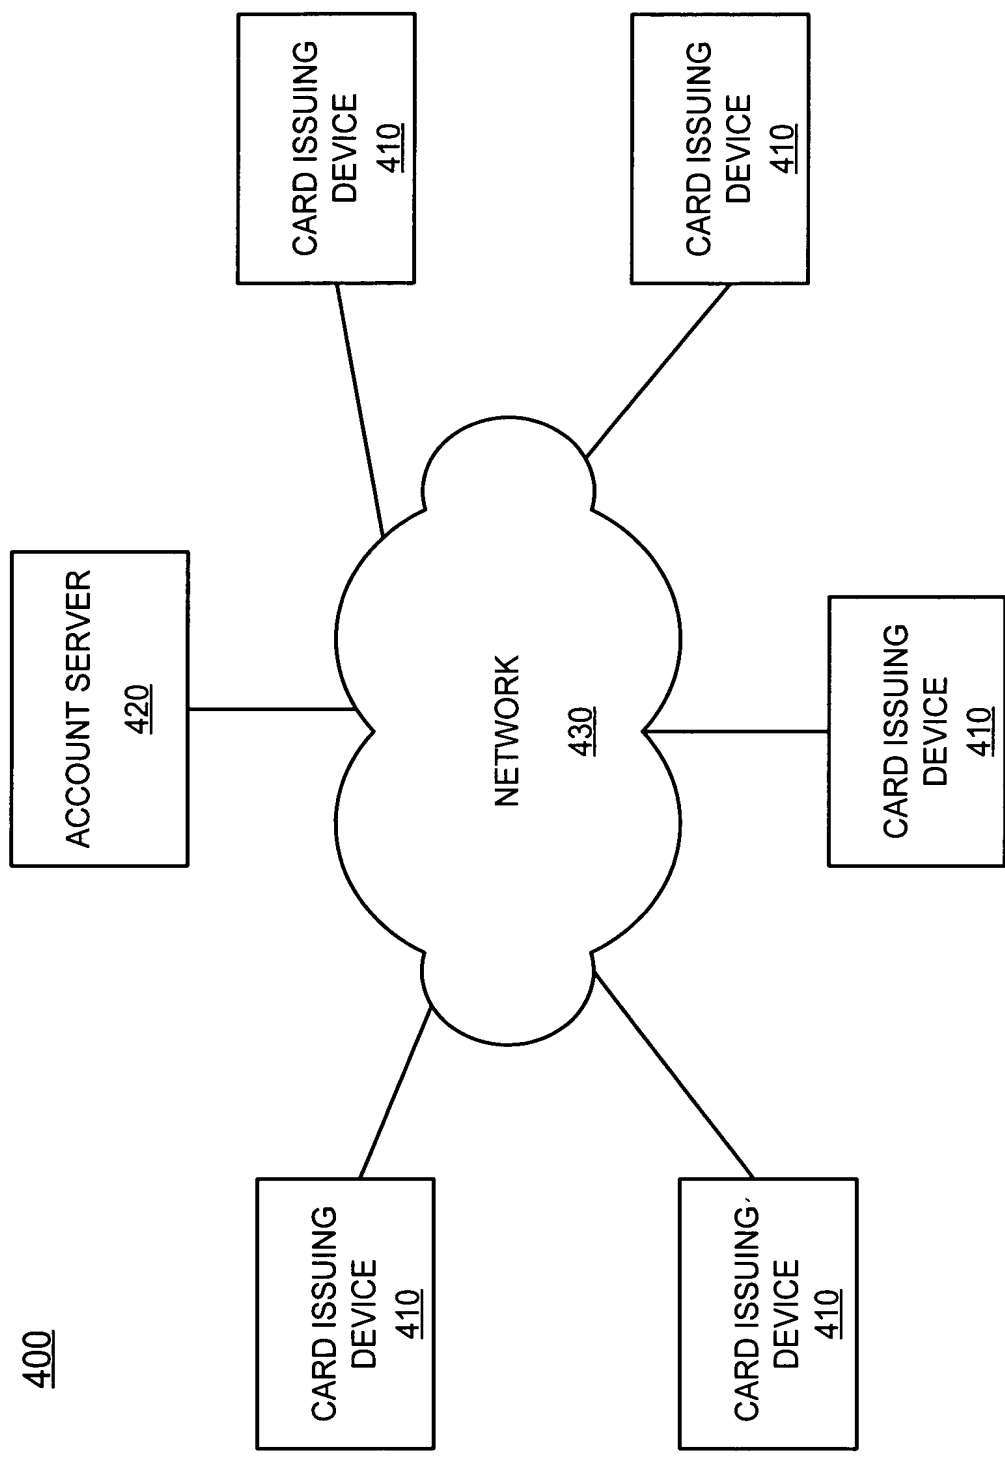 400
ACCOUNT SERVER
420
CARD ISSUING
DEVICE
410
CARD ISSUING
DEVICE
410
NETWORK
430
CARD ISSUING
DEVICE
410
CARD ISSUING
DEVICE
410
CARD ISSUING
DEVICE
410